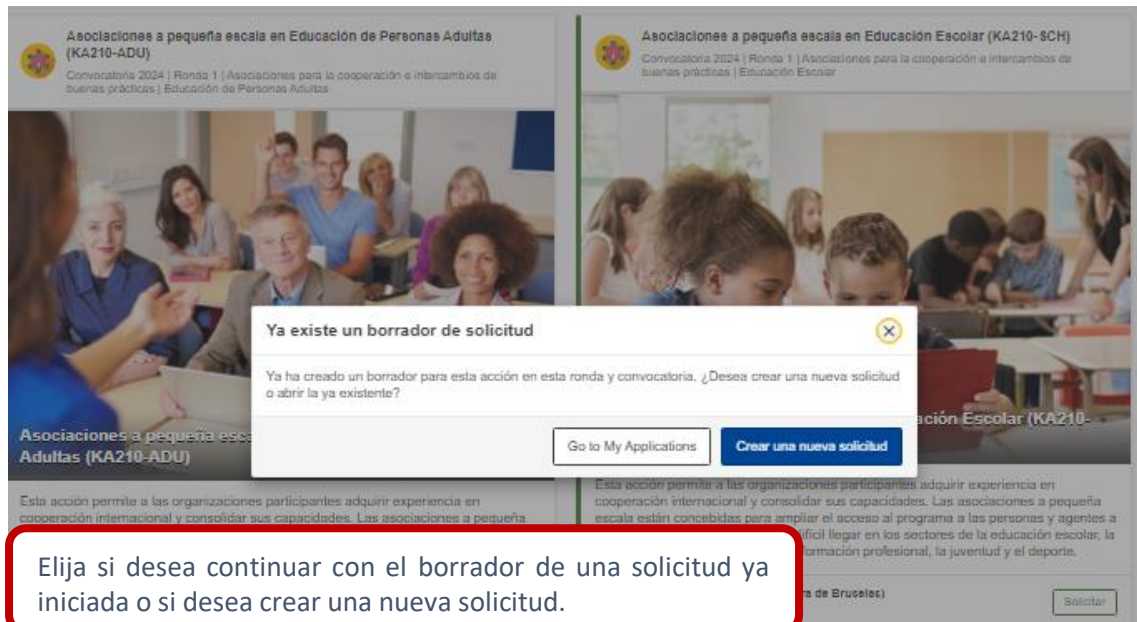 Asociaciones a pequeña escala en Educación de Personas Adultas
(KA210-ADU)
Convocatoria 2024 | Ronda 1 | Asociaciones para la cooperación e intercambios de
buenas prácticas | Educación de Personas Adultas
Asociaciones a pequeña esca
Adultas (KA210-ADU)
Esta acción permite a las organizaciones participantes adquirir experiencia en
cooperación internacional y consolidar sus capacidades. Las asociaciones a pequeña
Asociaciones a pequeña escala en Educación Escolar (KA210-SCH)
Convocatoria 2024 | Ronda 1 | Asociaciones para la cooperación e intercambios de
buenas prácticas | Educación Escolar
ación Escolar (KA210-
Esta acción permite a las organizaciones participantes adquirir experiencia en
cooperación internacional y consolidar sus capacidades. Las asociaciones a pequeña
escala están concebidas para ampliar el acceso al programa a las personas y agentes a
difícil llegar en los sectores de la educación escolar, la
formación profesional, la juventud y el deporte.
ra de Bruselas)
Solicitar
Ya existe un borrador de solicitud
Ya ha creado un borrador para esta acción en esta ronda y convocatoria. ¿Desea crear una nueva solicitud
o abrir la ya existente?
Go to My Applications
Crear una nueva solicitud
Elija si desea continuar con el borrador de una solicitud ya
iniciada o si desea crear una nueva solicitud.